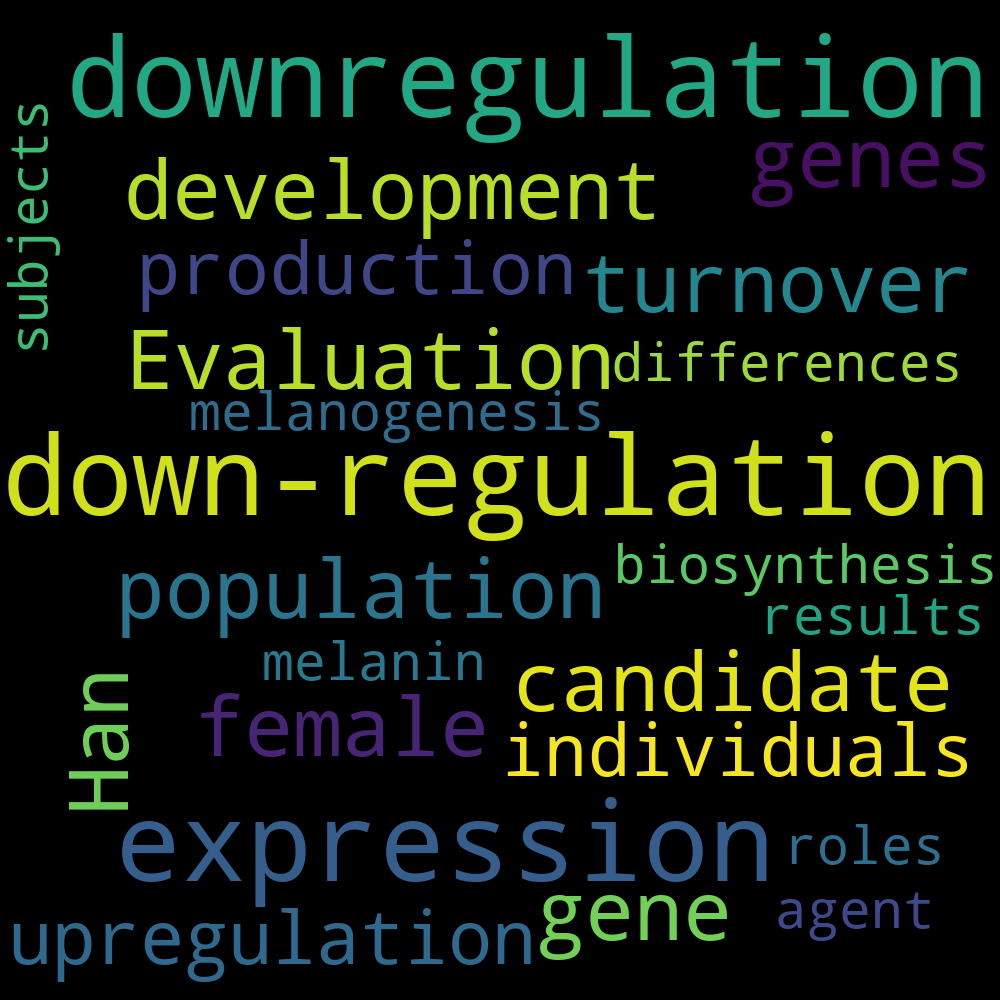 downregulation
genes
subjects
development
production
turnover
Evaluation
differences
melanogenesis
down-regulation
biosynthesis
population
results
melanin
candidate
Han
female
individuals
expression
roles
gene
agent
upregulation